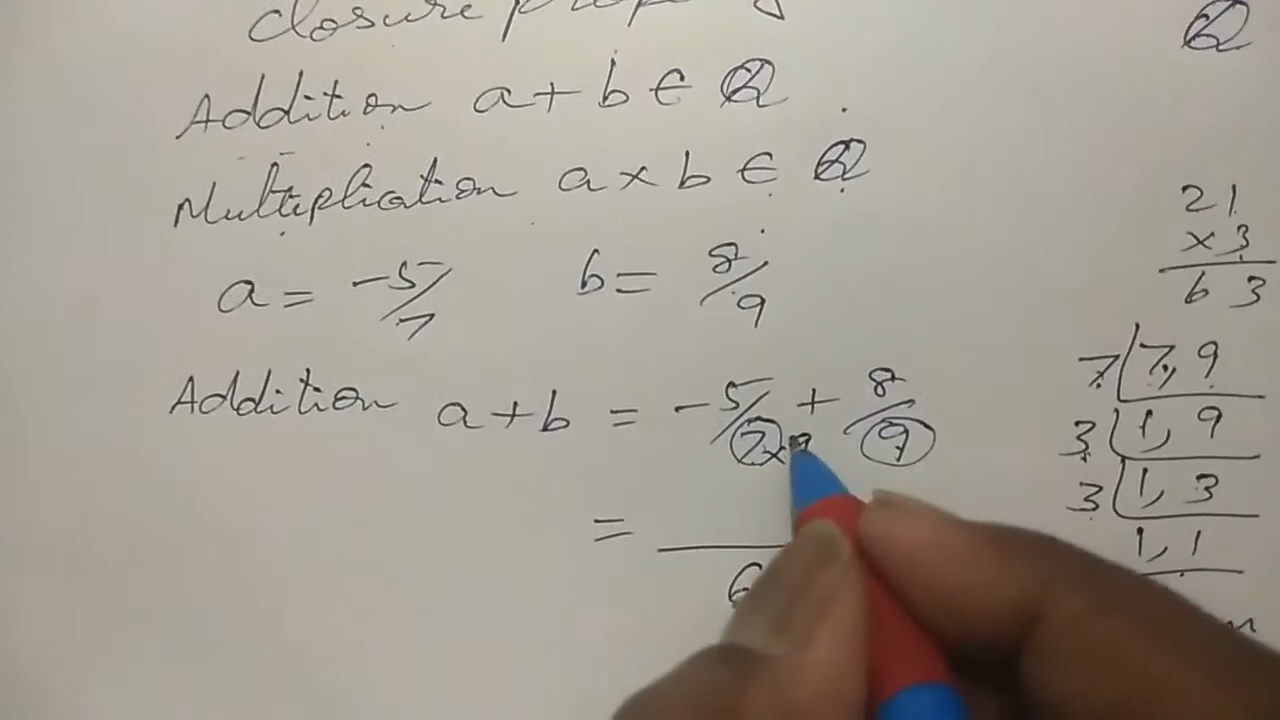 closure prop
Q
Addition a+b ∈ Q
Multiplication a×b ∈ Q
a = -5/7 b = 8/9
Addition a+b = -5/7×9 + 8/9
=
6
21
×3
63
7 7, 9
3 1, 9
3 1, 3
1, 1